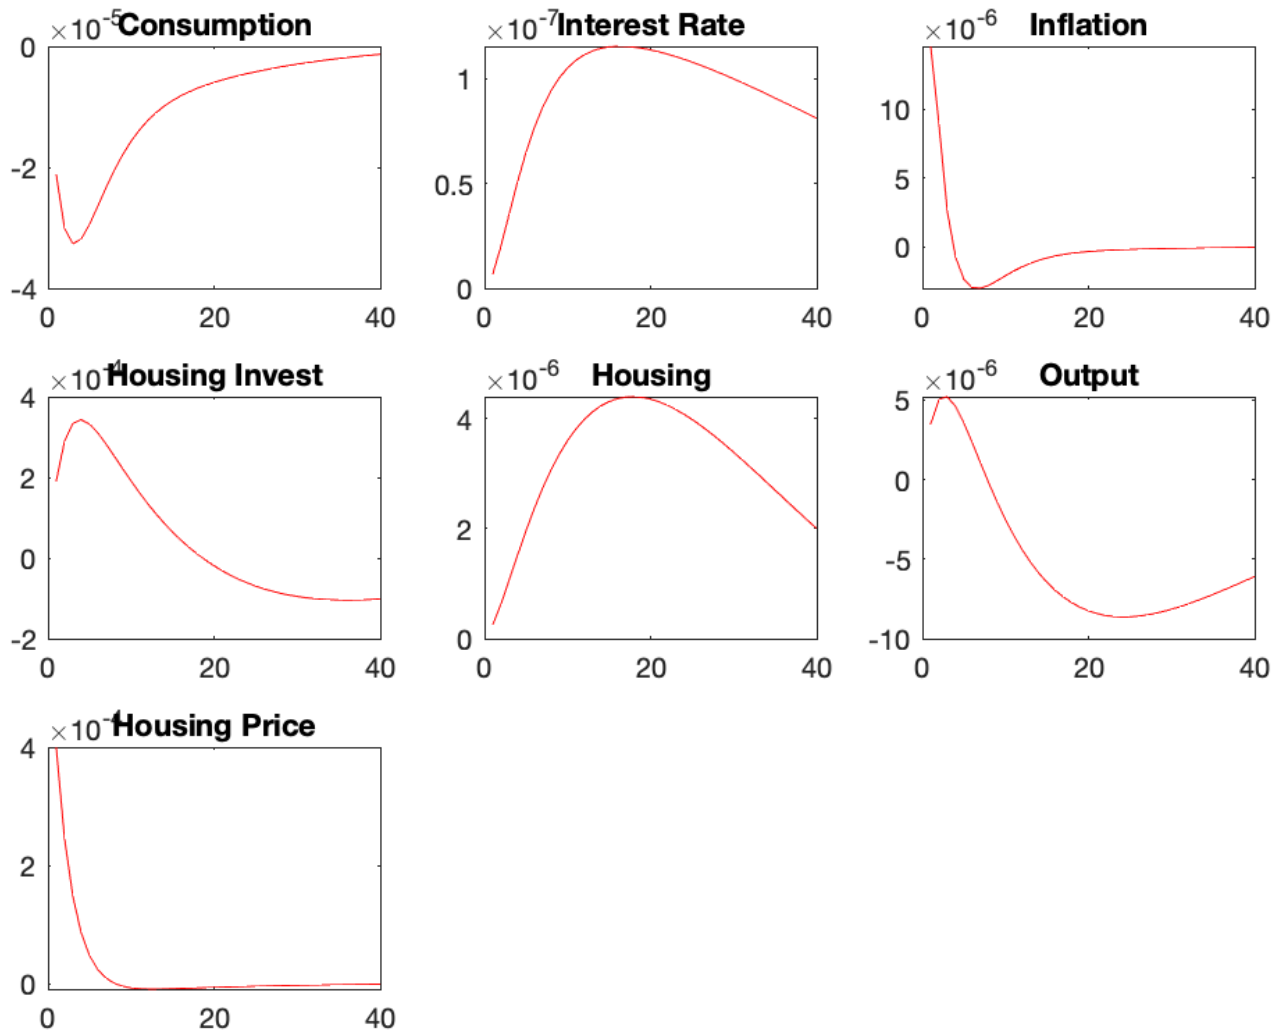 ×10-5 Consumption
0
-2
-4
0 20 40
×10-7 Interest Rate
1
0.5
0
0 20 40
×10-6 Inflation
10
5
0
0 20 40
×10-4 Housing Invest
4
2
0
-2
0 20 40
×10-6 Housing
4
2
0
0 20 40
×10-6 Output
5
0
-5
-10
0 20 40
×10-4 Housing Price
4
2
0
0 20 40